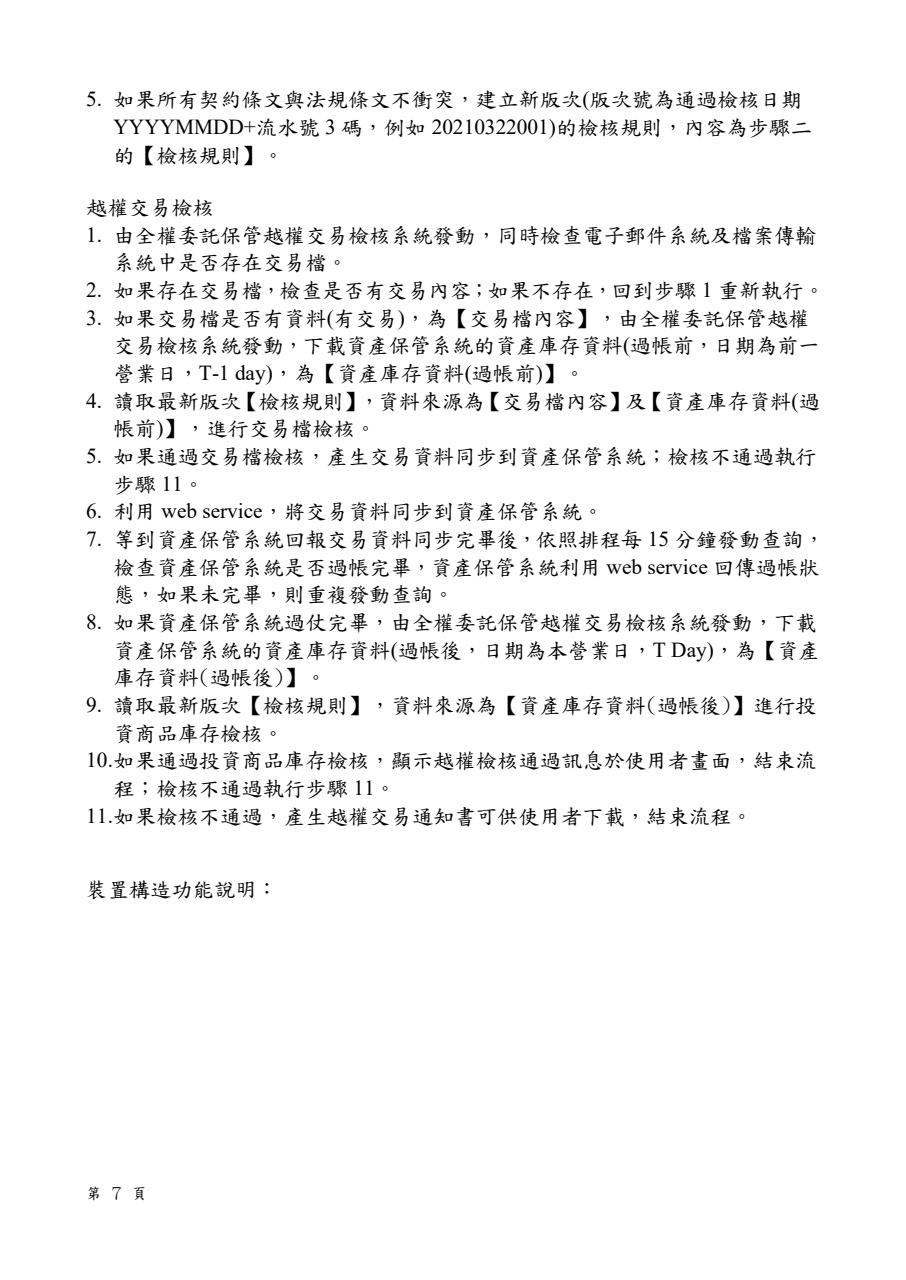 5. 如果所有契約條文與法規條文不衝突，建立新版次(版次號為通過檢核日期
YYYYMMDD+流水號 3 碼，例如 20210322001)的檢核規則，內容為步驟二
的【檢核規則】。
越權交易檢核
1. 由全權委託保管越權交易檢核系統發動，同時檢查電子郵件系統及檔案傳輸
系統中是否存在交易檔。
2. 如果存在交易檔，檢查是否有交易內容；如果不存在，回到步驟 1 重新執行。
3. 如果交易檔是否有資料(有交易)，為【交易檔內容】，由全權委託保管越權
交易檢核系統發動，下載資產保管系統的資產庫存資料(過帳前，日期為前一
營業日，T-1 day)，為【資產庫存資料(過帳前)】。
4. 讀取最新版次【檢核規則】，資料來源為【交易檔內容】及【資產庫存資料(過
帳前)】，進行交易檔檢核。
5. 如果通過交易檔檢核，產生交易資料同步到資產保管系統；檢核不通過執行
步驟 11。
6. 利用 web service，將交易資料同步到資產保管系統。
7. 等到資產保管系統回報交易資料同步完畢後，依照排程每 15 分鐘發動查詢，
檢查資產保管系統是否過帳完畢，資產保管系統利用 web service 回傳過帳狀
態，如果未完畢，則重複發動查詢。
8. 如果資產保管系統過仗完畢，由全權委託保管越權交易檢核系統發動，下載
資產保管系統的資產庫存資料(過帳後，日期為本營業日，T Day)，為【資產
庫存資料(過帳後)】。
9. 讀取最新版次【檢核規則】，資料來源為【資產庫存資料(過帳後)】進行投
資商品庫存檢核。
10.如果通過投資商品庫存檢核，顯示越權檢核通過訊息於使用者畫面，結束流
程；檢核不通過執行步驟 11。
11.如果檢核不通過，產生越權交易通知書可供使用者下載，結束流程。
裝置構造功能說明：
第 7 頁